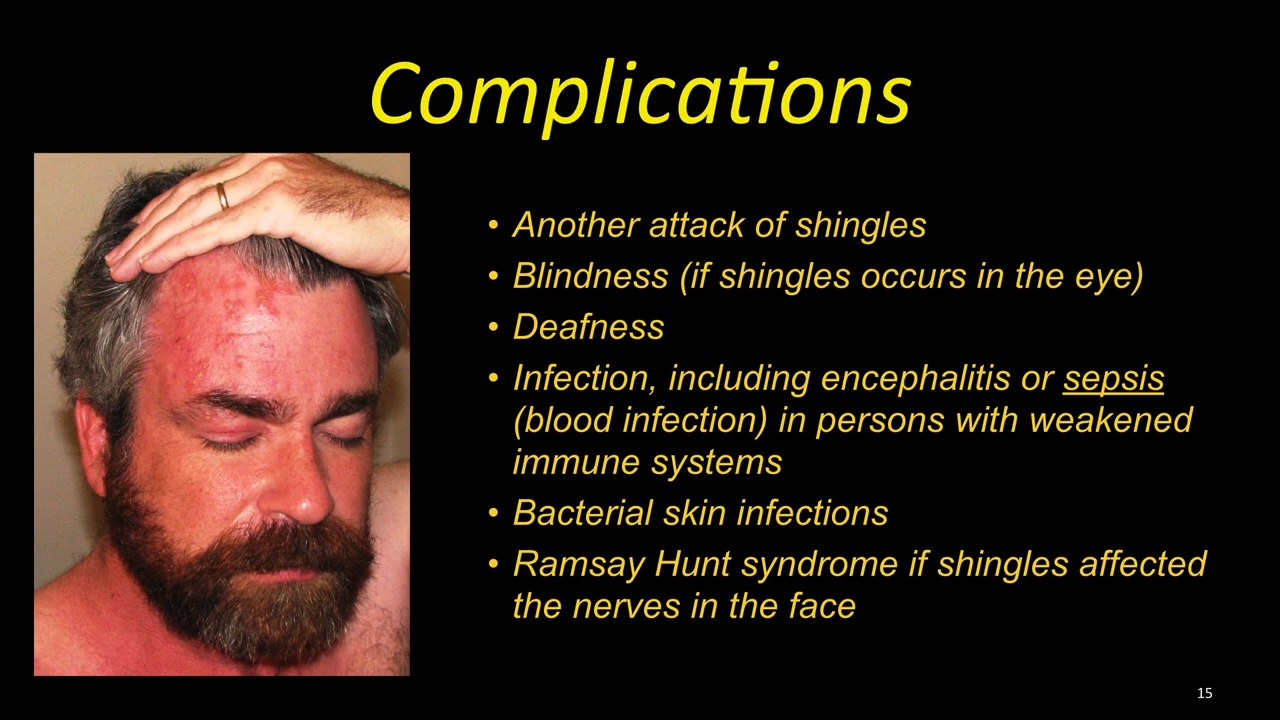 Complications
• Another attack of shingles
• Blindness (if shingles occurs in the eye)
• Deafness
• Infection, including encephalitis or sepsis
(blood infection) in persons with weakened
immune systems
• Bacterial skin infections
• Ramsay Hunt syndrome if shingles affected
the nerves in the face
15